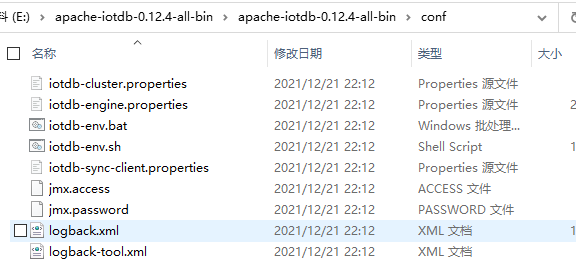 料 (E:) > apache-iotdb-0.12.4-all-bin > apache-iotdb-0.12.4-all-bin > conf
名称 修改日期 类型 大小
iotdb-cluster.properties 2021/12/21 22:12 Properties 源文件
iotdb-engine.properties 2021/12/21 22:12 Properties 源文件 2
iotdb-env.bat 2021/12/21 22:12 Windows 批处理...
iotdb-env.sh 2021/12/21 22:12 Shell Script 1
iotdb-sync-client.properties 2021/12/21 22:12 Properties 源文件
jmx.access 2021/12/21 22:12 ACCESS 文件
jmx.password 2021/12/21 22:12 PASSWORD 文件
logback.xml 2021/12/21 22:12 XML 文档 1
logback-tool.xml 2021/12/21 22:12 XML 文档